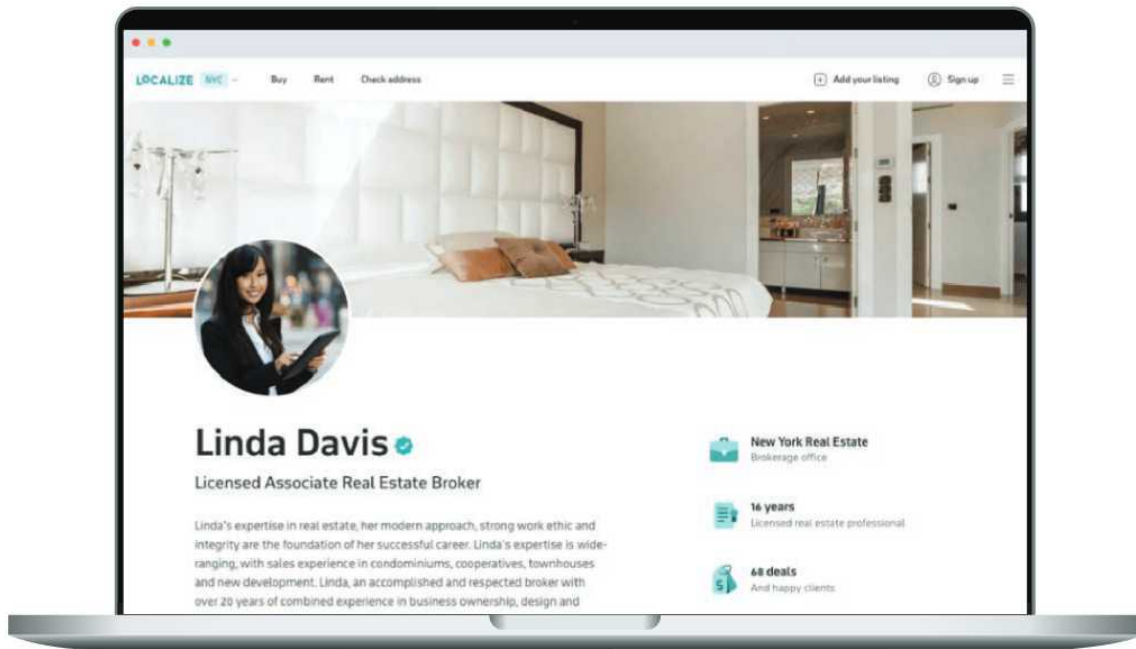 LOCALIZE NYC Buy Rent Check address Add your listing Sign up
Linda Davis
Licensed Associate Real Estate Broker
Linda's expertise in real estate, her modern approach, strong work ethic and
integrity are the foundation of her successful career. Linda's expertise is wide-
ranging, with sales experience in condominiums, cooperatives, townhouses
and new development. Linda, an accomplished and respected broker with
over 20 years of combined experience in business ownership, design and
New York Real Estate
Brokerage office
16 years
Licensed real estate professional
68 deals
And happy clients